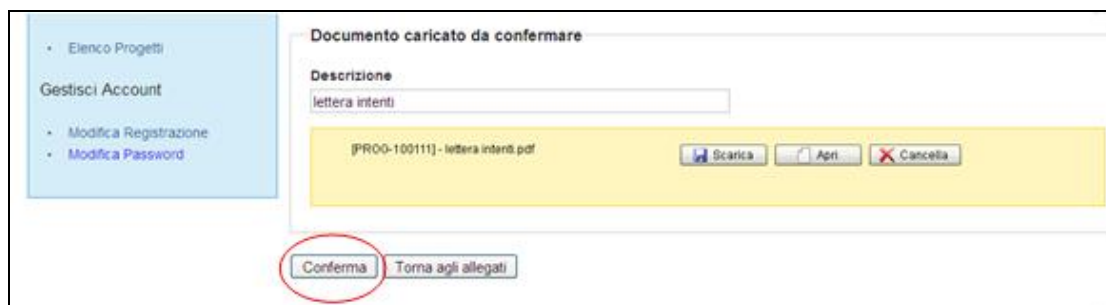 Elenco Progetti
Gestisci Account
Modifica Registrazione
Modifica Password
Documento caricato da confermare
Descrizione
lettera intenti
[PROG-100111] - lettera intenti.pdf
Scarica
Apri
Cancella
Conferma
Torna agli allegati